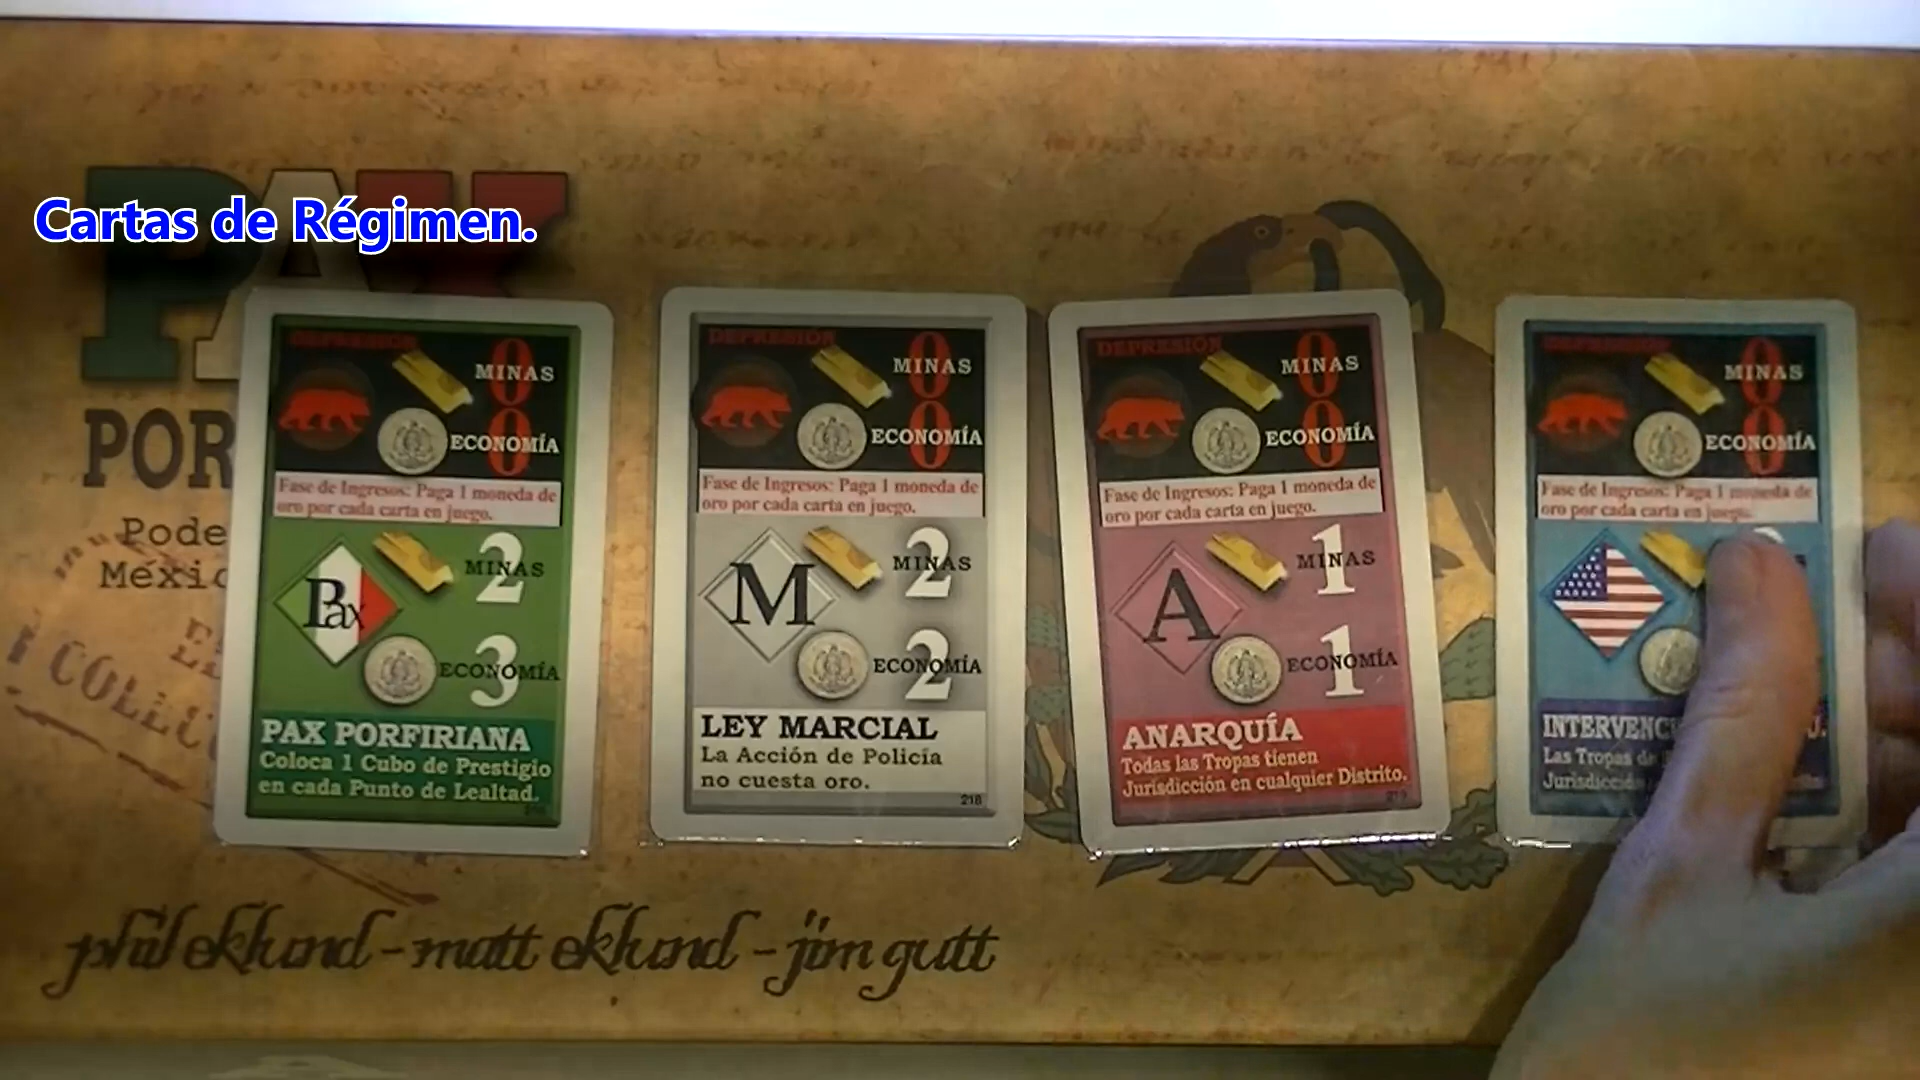 Cartas de Régimen.
PAX
POR
Pode
Méxic
DEPRESIÓN
0 MINAS
0 ECONOMÍA
Fase de Ingresos: Paga 1 moneda de
oro por cada carta en juego.
Pax
2 MINAS
3 ECONOMÍA
PAX PORFIRIANA
Coloca 1 Cubo de Prestigio
en cada Punto de Lealtad.
DEPRESIÓN
0 MINAS
0 ECONOMÍA
Fase de Ingresos: Paga 1 moneda de
oro por cada carta en juego.
M
2 MINAS
2 ECONOMÍA
LEY MARCIAL
La Acción de Policía
no cuesta oro.
218
DEPRESIÓN
0 MINAS
0 ECONOMÍA
Fase de Ingresos: Paga 1 moneda de
oro por cada carta en juego.
A
1 MINAS
1 ECONOMÍA
ANARQUÍA
Todas las Tropas tienen
Jurisdicción en cualquier Distrito.
DEPRESIÓN
0 MINAS
0 ECONOMÍA
Fase de Ingresos: Paga 1 moneda de
oro por cada carta en juego.
INTERVENC
Las Tropas de
Jurisdicción
phil eklund - matt eklund - jim gutt